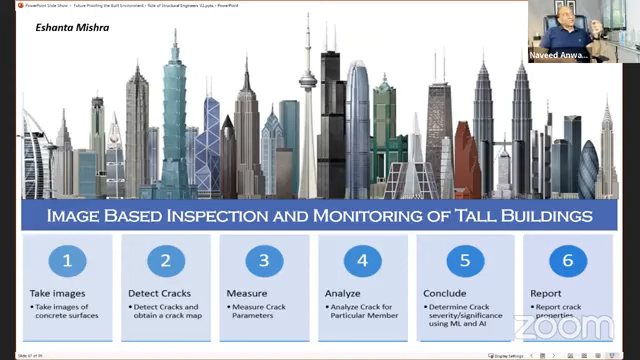 PowerPoint Slide Show - Future Proofing the Built Environment - Role of Structural Engineers V2.pptx - PowerPoint
Eshanta Mishra
Naveed Anwa...
IMAGE BASED INSPECTION AND MONITORING OF TALL BUILDINGS
1 2 3 4 5 6
Take images Detect Cracks Measure Analyze Conclude Report
• Take images of concrete surfaces
• Detect Cracks and obtain a crack map
• Measure Crack Parameters
• Analyze Crack for Particular Member
• Determine Crack severity/significance using ML and AI
• Report crack properties
zoom
Display Settings